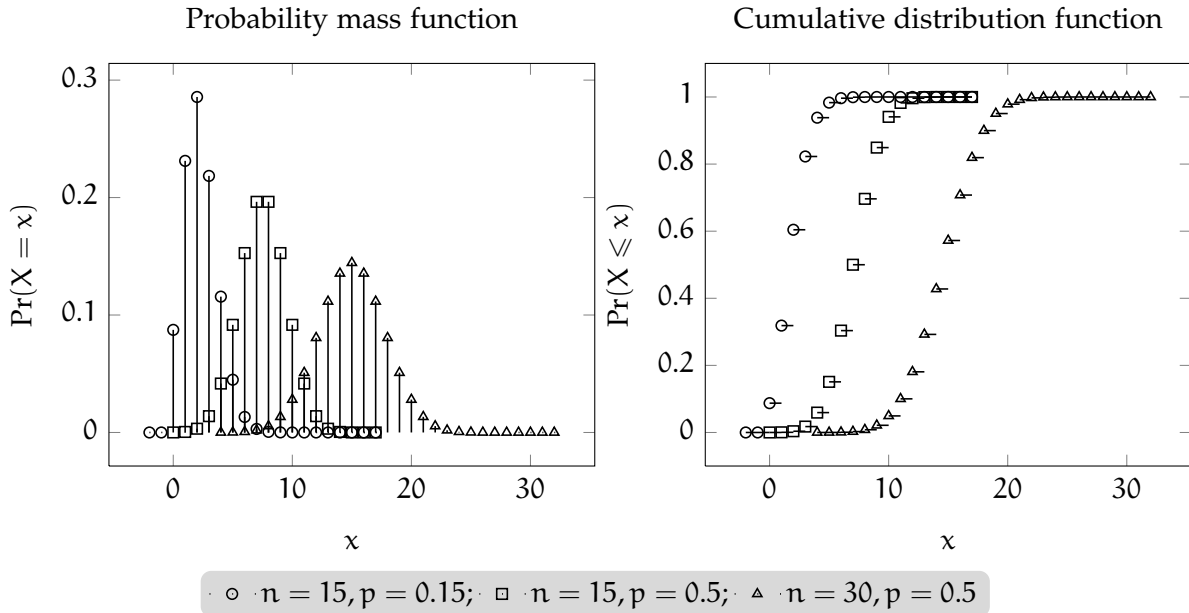 Probability mass function
Cumulative distribution function
Pr(X = x)
0.3
0.2
0.1
0
0 10 20 30
x
Pr(X ⩽ x)
1
0.8
0.6
0.4
0.2
0
0 10 20 30
x
n = 15, p = 0.15; n = 15, p = 0.5; n = 30, p = 0.5